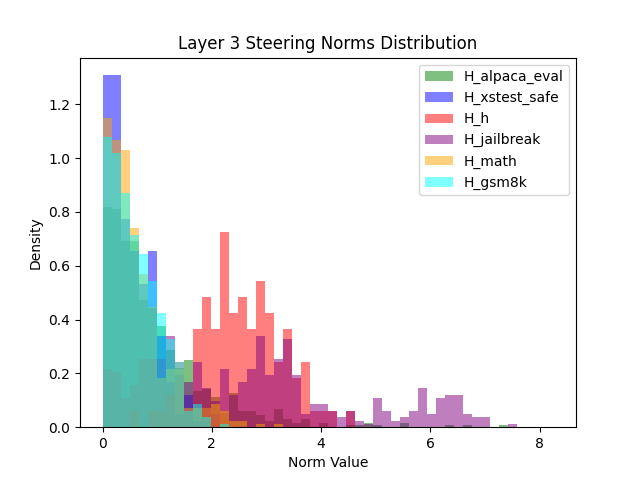 Layer 3 Steering Norms Distribution
H_alpaca_eval
H_xstest_safe
H_h
H_jailbreak
H_math
H_gsm8k
Density
1.2
1.0
0.8
0.6
0.4
0.2
0.0
0
2
4
6
8
Norm Value